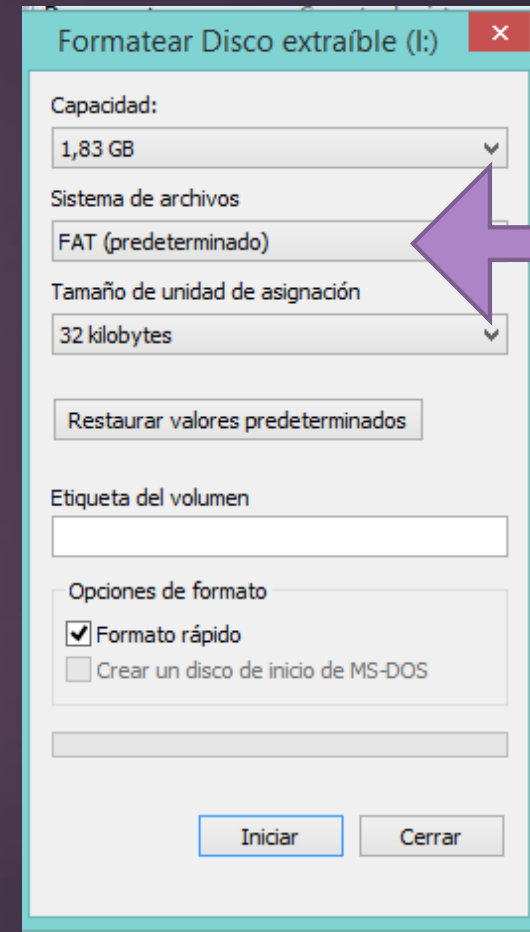 Formatear Disco extraíble (I:)
Capacidad:
1,83 GB
Sistema de archivos
FAT (predeterminado)
Tamaño de unidad de asignación
32 kilobytes
Restaurar valores predeterminados
Etiqueta del volumen
Opciones de formato
Formato rápido
Crear un disco de inicio de MS-DOS
Iniciar
Cerrar